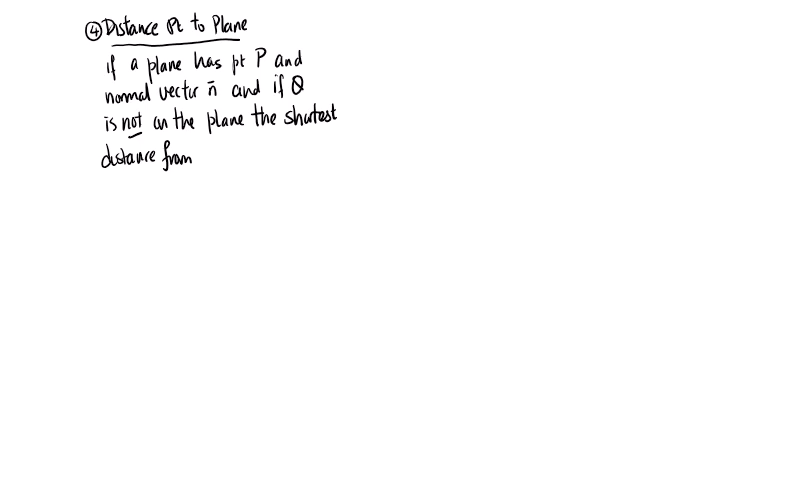 ④ Distance Pt to Plane
if a plane has pt P and
normal vector n̄ and if Q
is not on the plane the shortest
distance from